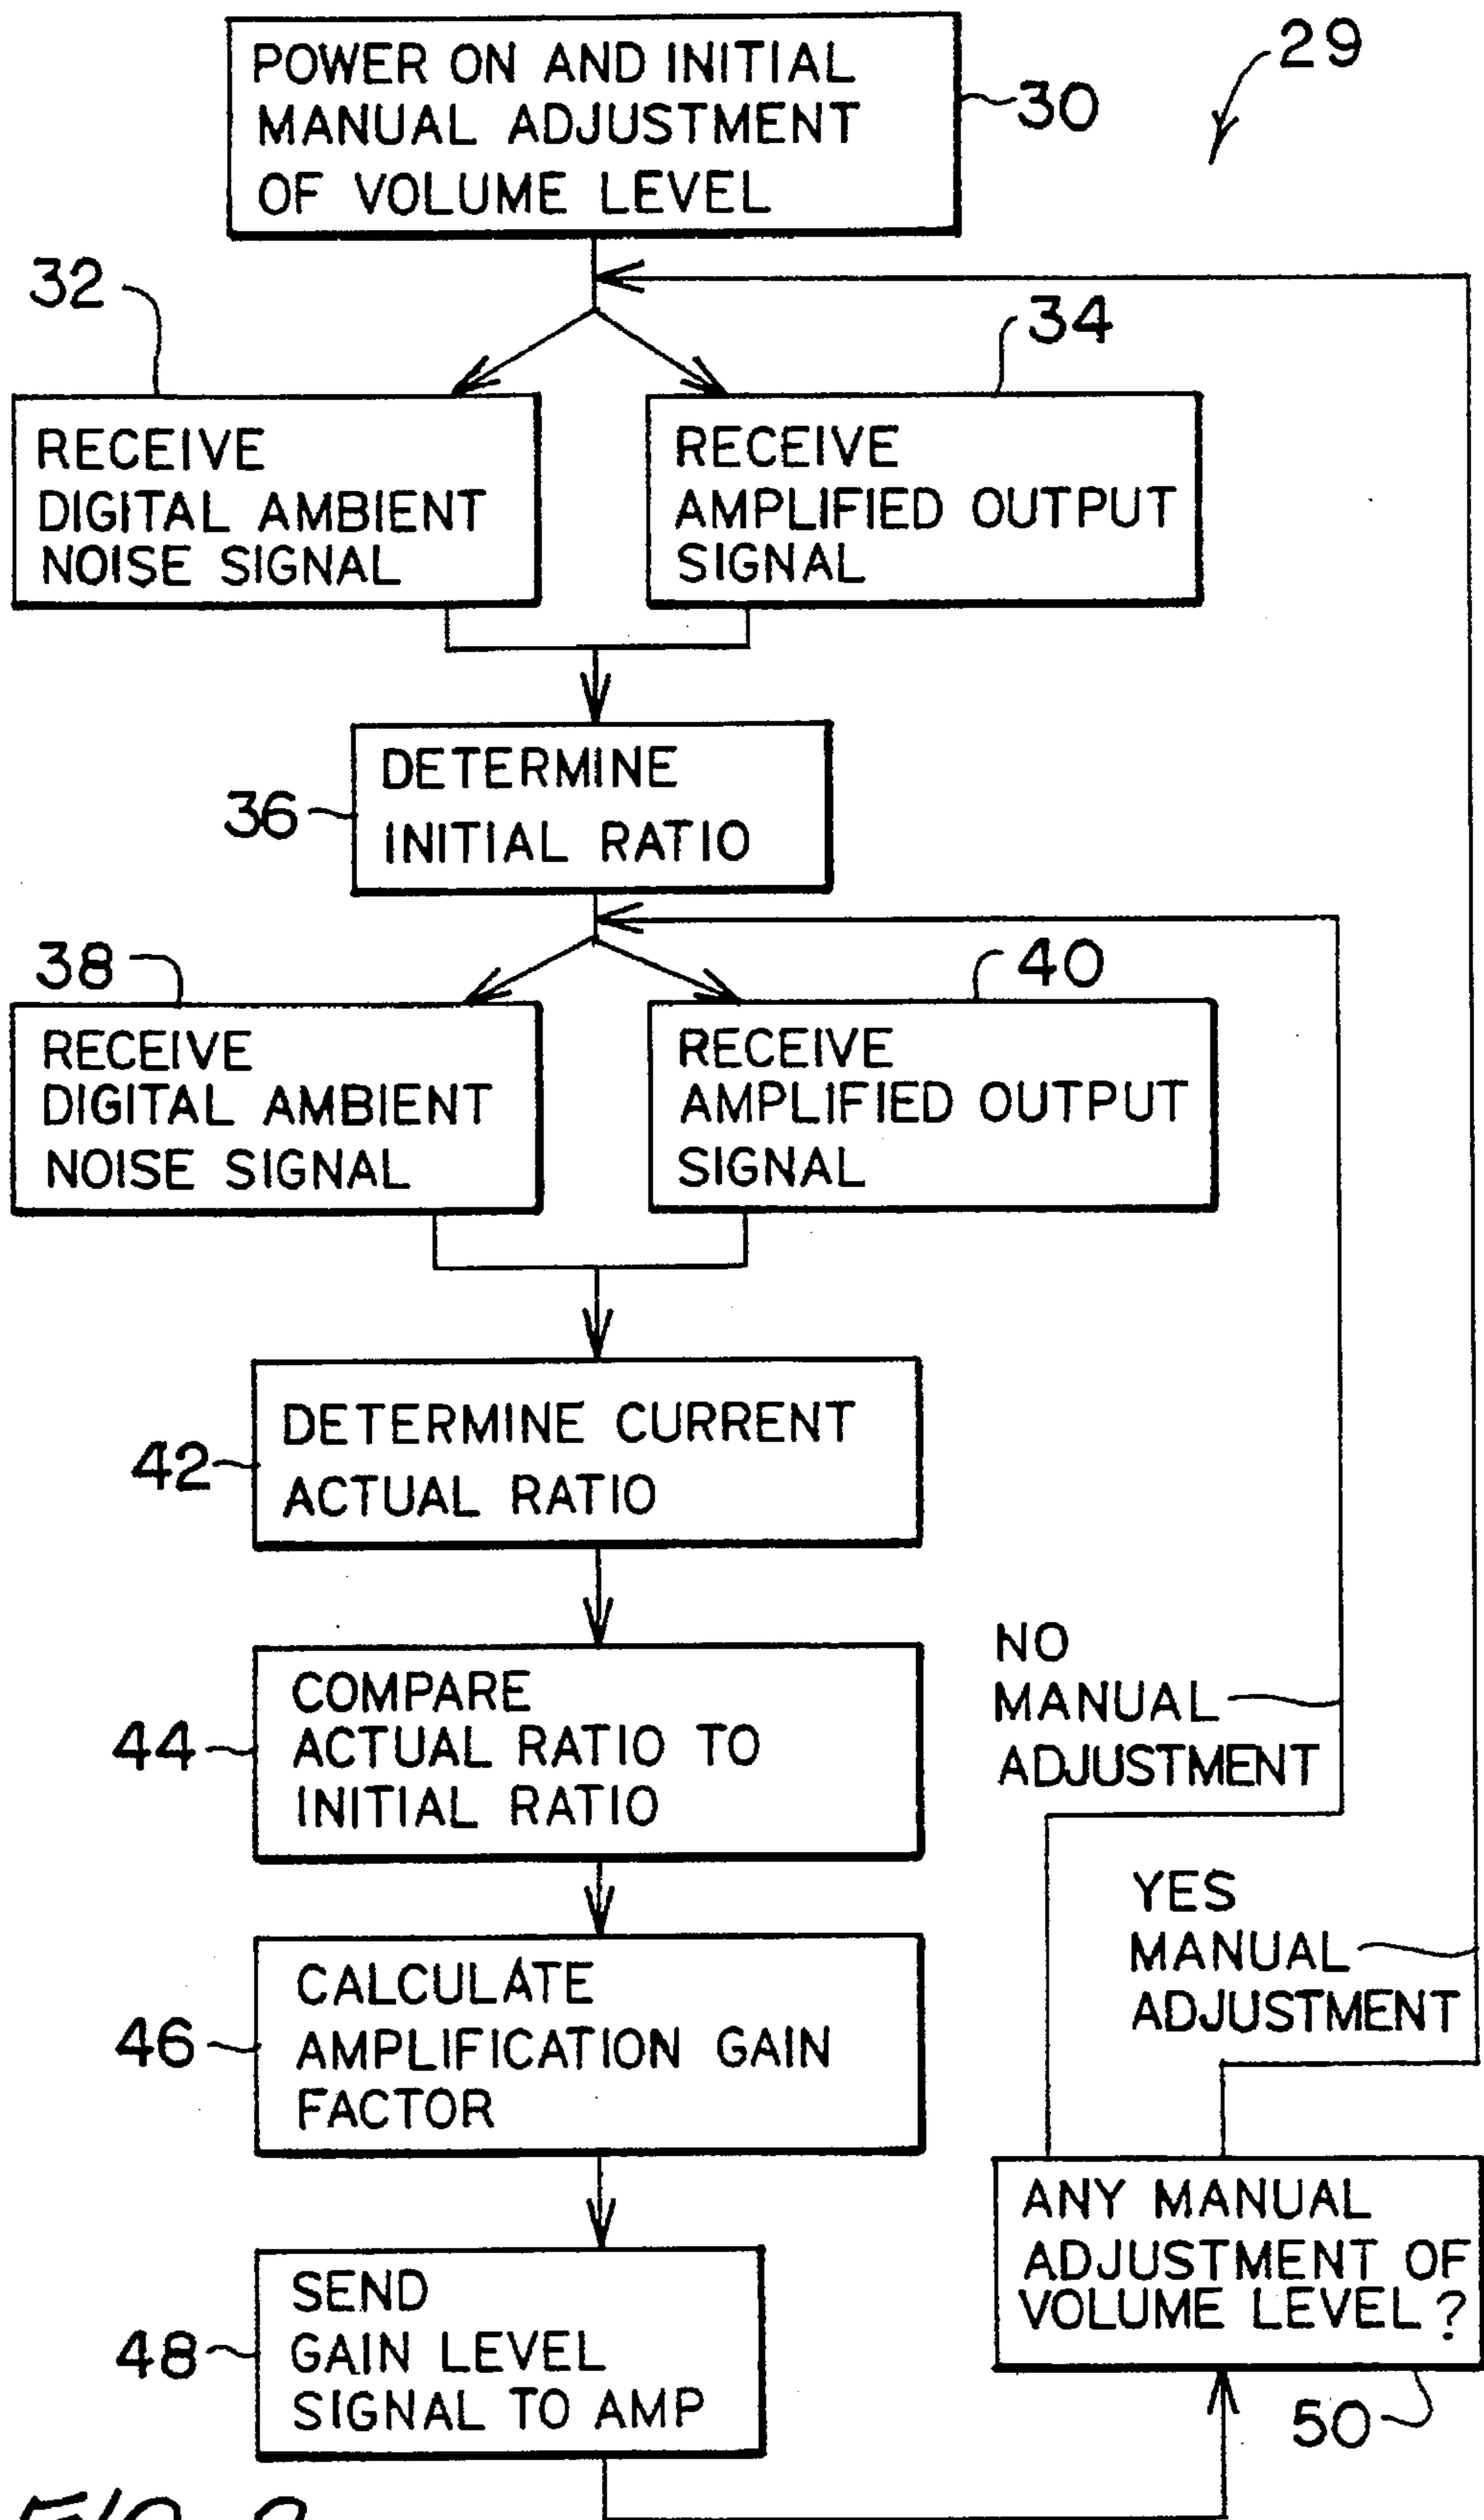 POWER ON AND INITIAL
MANUAL ADJUSTMENT
OF VOLUME LEVEL
30
29
32
34
RECEIVE
DIGITAL AMBIENT
NOISE SIGNAL
RECEIVE
AMPLIFIED OUTPUT
SIGNAL
36
DETERMINE
INITIAL RATIO
38
40
RECEIVE
DIGITAL AMBIENT
NOISE SIGNAL
RECEIVE
AMPLIFIED OUTPUT
SIGNAL
42
DETERMINE CURRENT
ACTUAL RATIO
44
COMPARE
ACTUAL RATIO TO
INITIAL RATIO
NO
MANUAL
ADJUSTMENT
YES
MANUAL
ADJUSTMENT
46
CALCULATE
AMPLIFICATION GAIN
FACTOR
48
SEND
GAIN LEVEL
SIGNAL TO AMP
ANY MANUAL
ADJUSTMENT OF
VOLUME LEVEL?
50